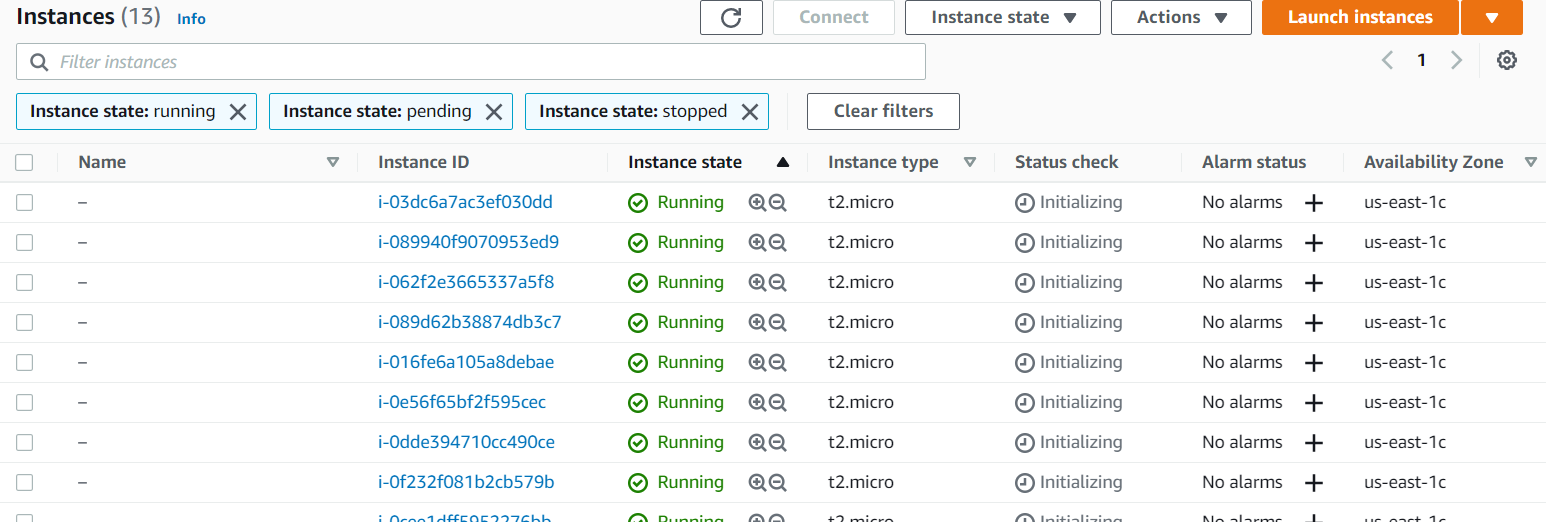 Instances (13) Info Connect Instance state Actions Launch instances
Filter instances 1
Instance state: running Instance state: pending Instance state: stopped Clear filters
Name Instance ID Instance state Instance type Status check Alarm status Availability Zone
– i-03dc6a7ac3ef030dd Running t2.micro Initializing No alarms us-east-1c
– i-089940f9070953ed9 Running t2.micro Initializing No alarms us-east-1c
– i-062f2e3665337a5f8 Running t2.micro Initializing No alarms us-east-1c
– i-089d62b38874db3c7 Running t2.micro Initializing No alarms us-east-1c
– i-016fe6a105a8debae Running t2.micro Initializing No alarms us-east-1c
– i-0e56f65bf2f595cec Running t2.micro Initializing No alarms us-east-1c
– i-0dde394710cc490ce Running t2.micro Initializing No alarms us-east-1c
– i-0f232f081b2cb579b Running t2.micro Initializing No alarms us-east-1c
Running t2.micro Initializing No alarms us-east-1c